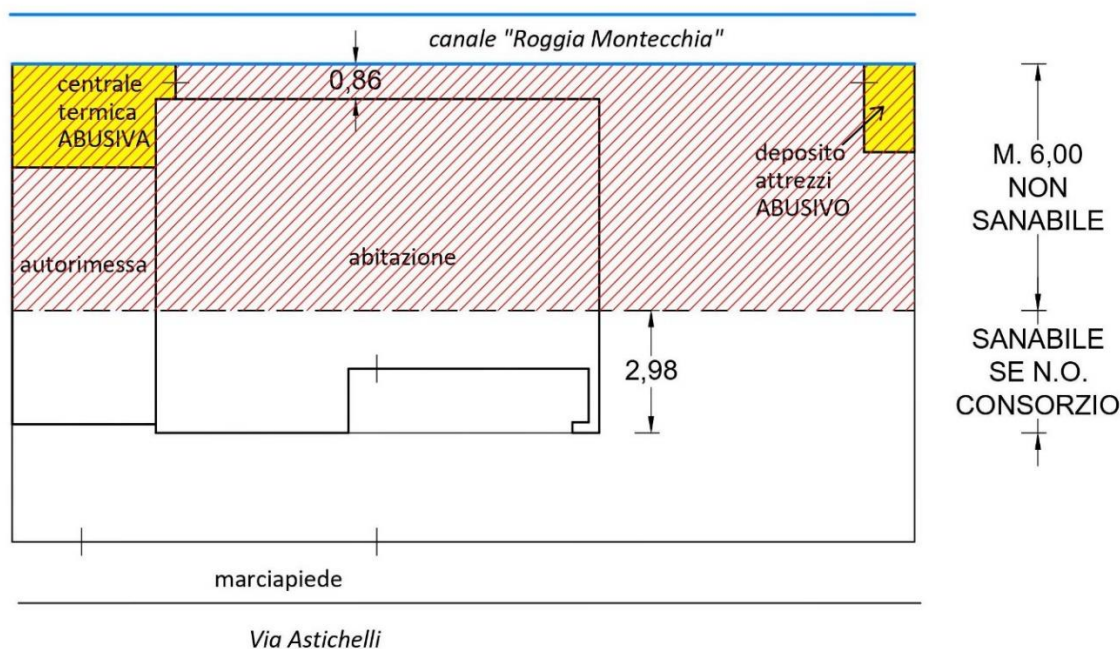 canale "Roggia Montecchia"
centrale
termica
ABUSIVA
0,86
deposito
attrezzi
ABUSIVO
M. 6,00
NON
SANABILE
autorimessa
abitazione
2,98
SANABILE
SE N.O.
CONSORZIO
marciapiede
Via Astichelli